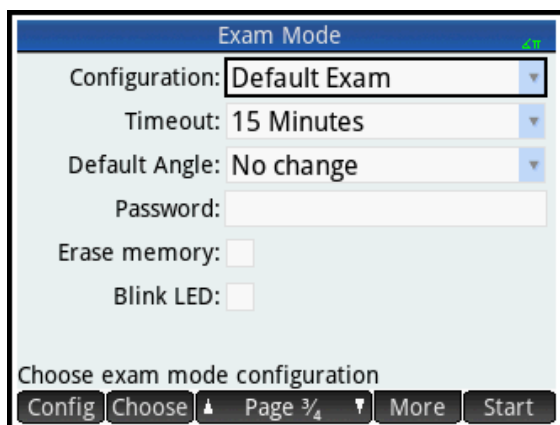 Exam Mode
∡π
Configuration: Default Exam
Timeout: 15 Minutes
Default Angle: No change
Password:
Erase memory:
Blink LED:
Choose exam mode configuration
Config Choose Page ¾ More Start